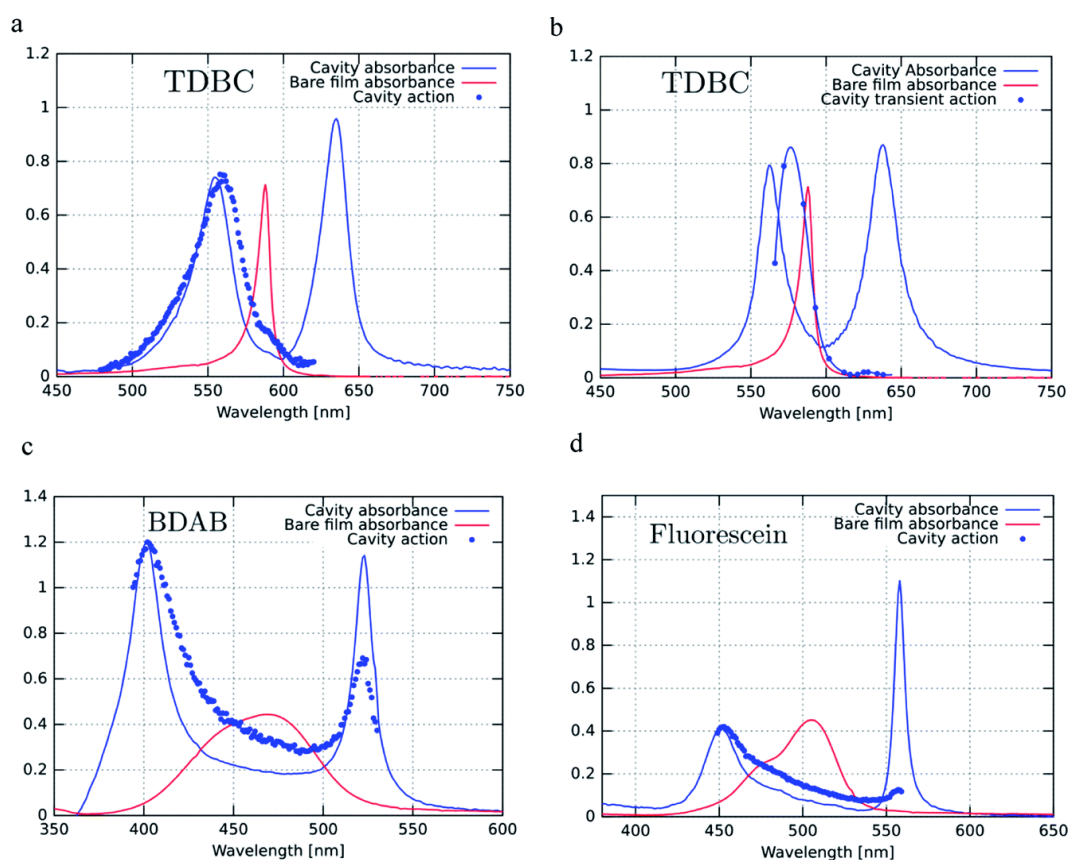 a
TDBC
Cavity absorbance
Bare film absorbance
Cavity action
1.2
1
0.8
0.6
0.4
0.2
0
450 500 550 600 650 700 750
Wavelength [nm]
b
TDBC
Cavity Absorbance
Bare film absorbance
Cavity transient action
1.2
1
0.8
0.6
0.4
0.2
0
450 500 550 600 650 700 750
Wavelength [nm]
c
BDAB
Cavity absorbance
Bare film absorbance
Cavity action
1.4
1.2
1
0.8
0.6
0.4
0.2
0
350 400 450 500 550 600
Wavelength [nm]
d
Fluorescein
Cavity absorbance
Bare film absorbance
Cavity action
1.4
1.2
1
0.8
0.6
0.4
0.2
0
400 450 500 550 600 650
Wavelength [nm]